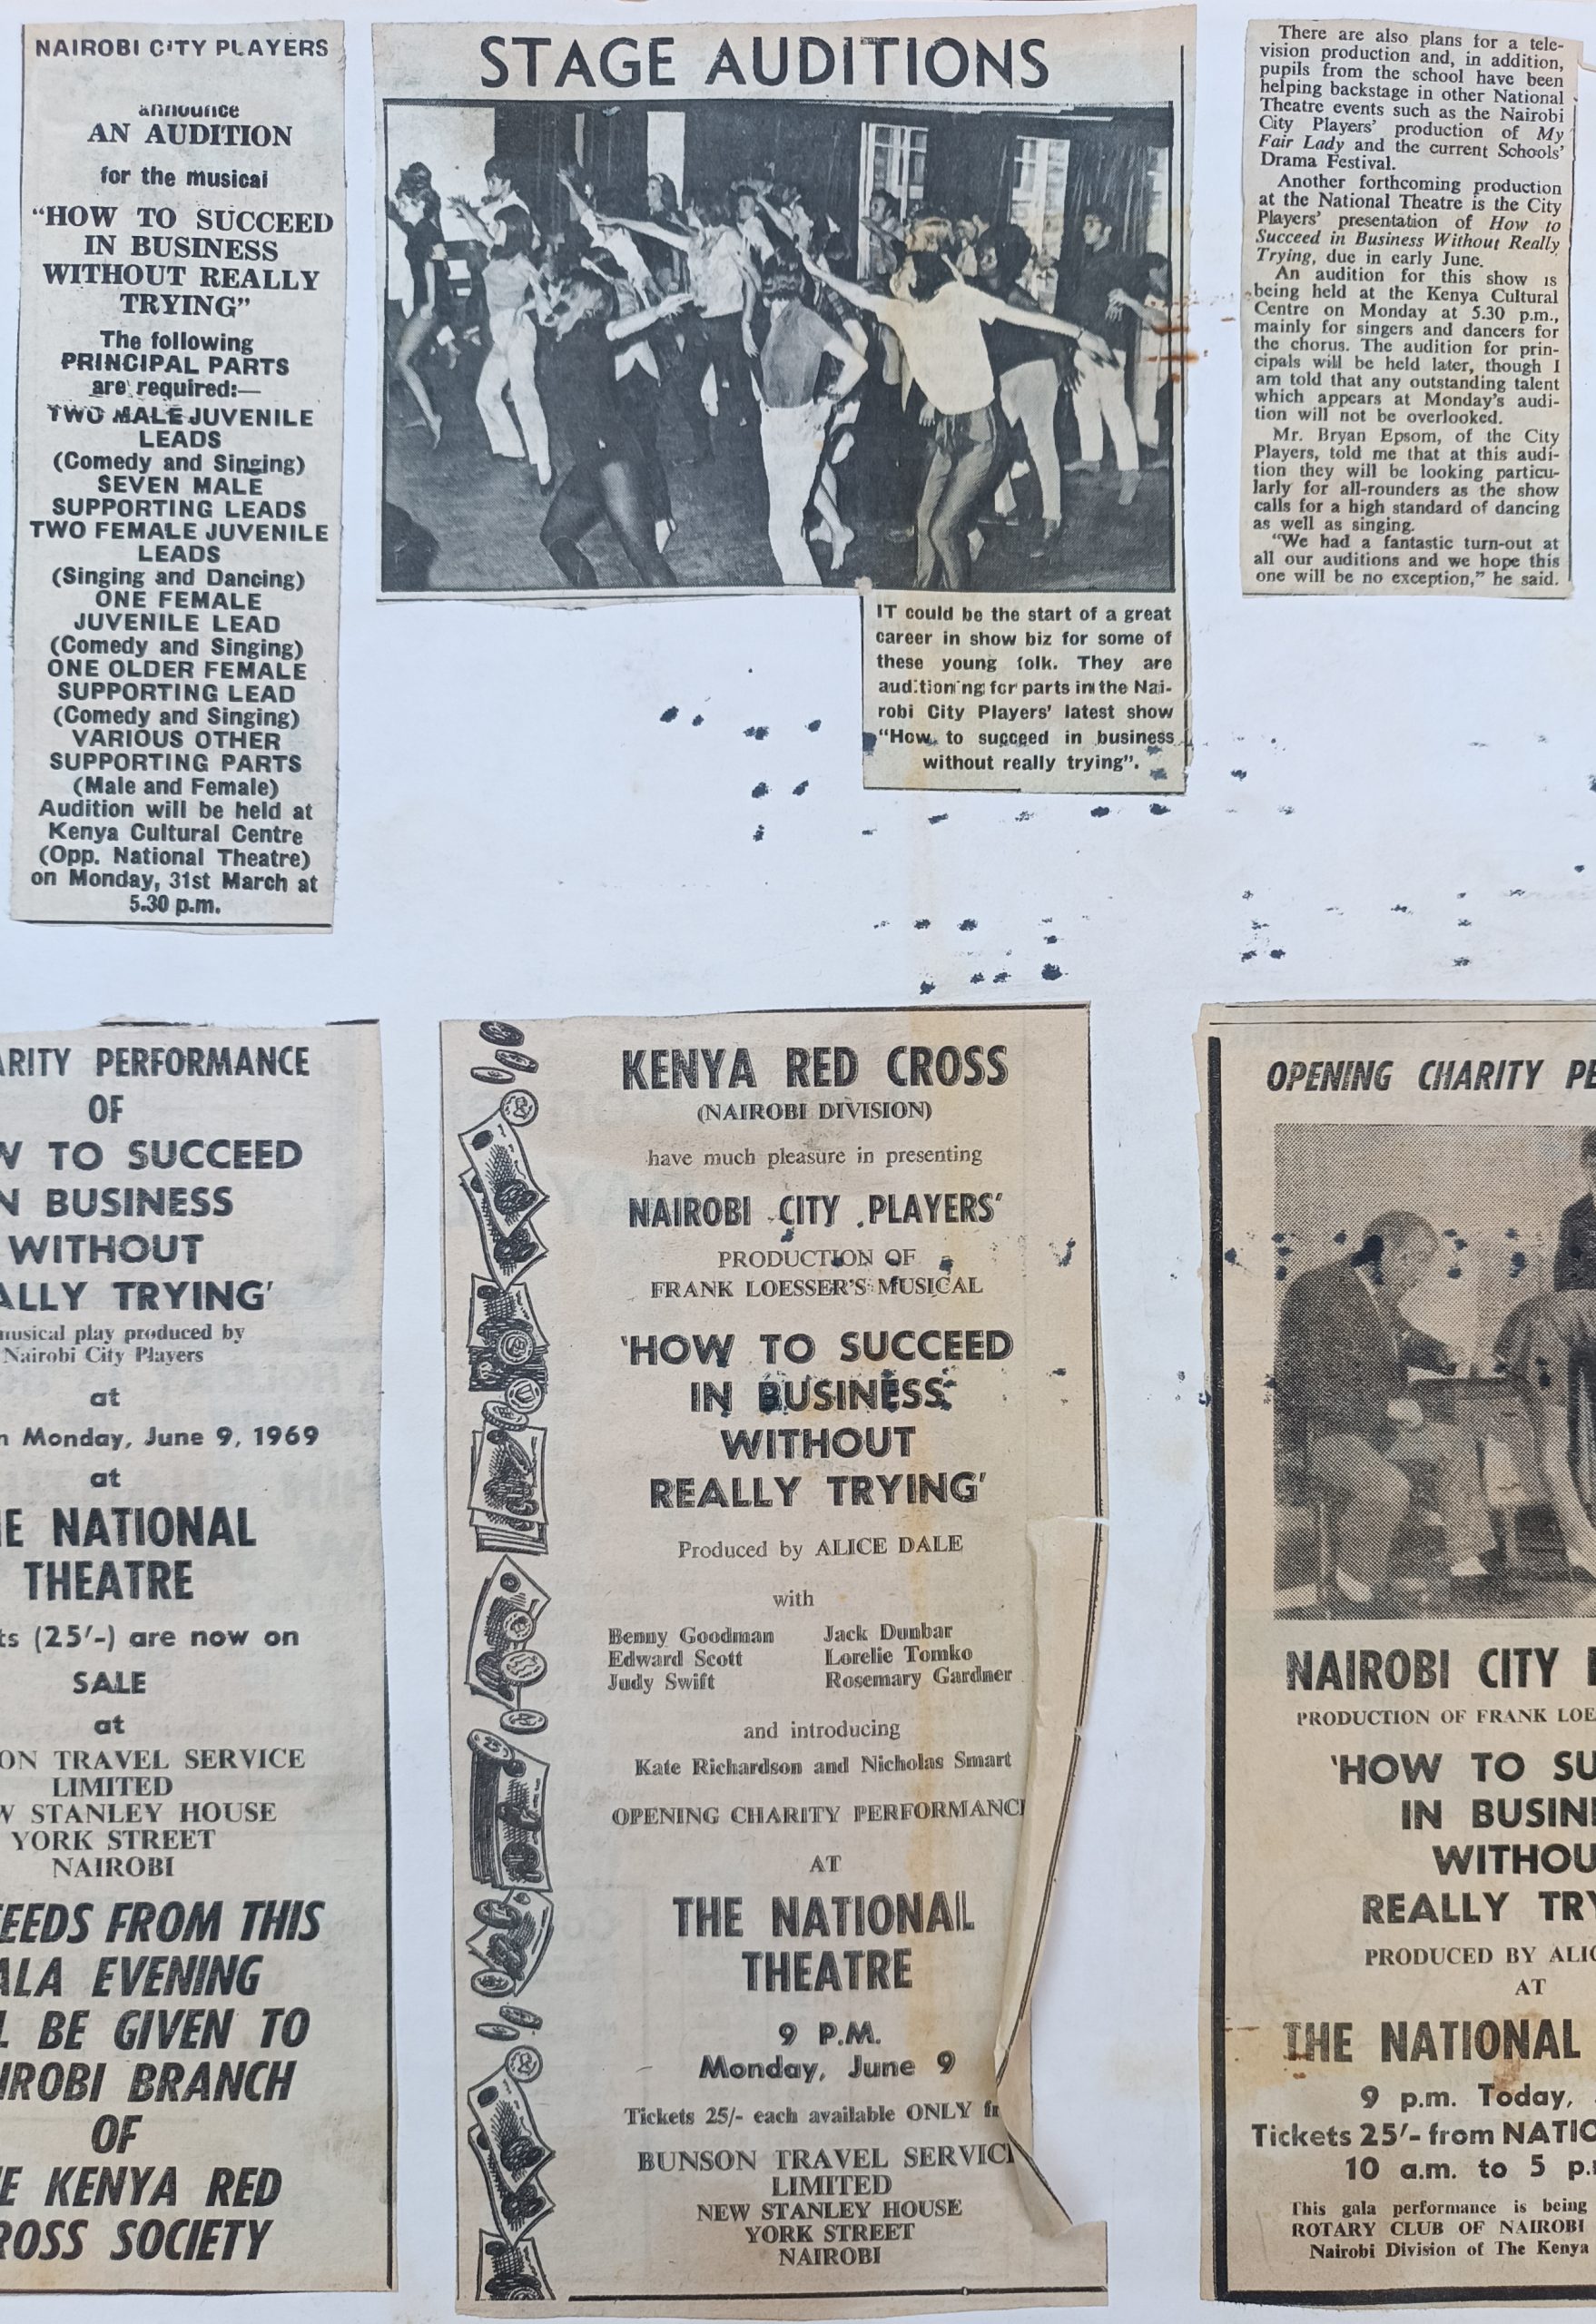 NAIROBI CITY PLAYERS
announce
AN AUDITION
for the musical
“HOW TO SUCCEED
IN BUSINESS
WITHOUT REALLY
TRYING”
The following
PRINCIPAL PARTS
are required:—
TWO MALE JUVENILE
LEADS
(Comedy and Singing)
SEVEN MALE
SUPPORTING LEADS
TWO FEMALE JUVENILE
LEADS
(Singing and Dancing)
ONE FEMALE
JUVENILE LEAD
(Comedy and Singing)
ONE OLDER FEMALE
SUPPORTING LEAD
(Comedy and Singing)
VARIOUS OTHER
SUPPORTING PARTS
(Male and Female)
Audition will be held at
Kenya Cultural Centre
(Opp. National Theatre)
on Monday, 31st March at
5.30 p.m.
STAGE AUDITIONS
IT could be the start of a great
career in show biz for some of
these young folk. They are
auditioning for parts in the Nai-
robi City Players’ latest show
“How to succeed in business
without really trying”.
There are also plans for a tele-
vision production and, in addition,
pupils from the school have been
helping backstage in other National
Theatre events such as the Nairobi
City Players’ production of My
Fair Lady and the current Schools’
Drama Festival.
Another forthcoming production
at the National Theatre is the City
Players’ presentation of How to
Succeed in Business Without Really
Trying, due in early June.
An audition for this show is
being held at the Kenya Cultural
Centre on Monday at 5.30 p.m.,
mainly for singers and dancers for
the chorus. The audition for prin-
cipals will be held later, though I
am told that any outstanding talent
which appears at Monday’s audi-
tion will not be overlooked.
Mr. Bryan Epsom, of the City
Players, told me that at this audi-
tion they will be looking particu-
larly for all-rounders as the show
calls for a high standard of dancing
as well as singing.
“We had a fantastic turn-out at
all our auditions and we hope this
one will be no exception,” he said.
ARITY PERFORMANCE
OF
W TO SUCCEED
N BUSINESS
WITHOUT
ALLY TRYING’
musical play produced by
Nairobi City Players
at
n Monday, June 9, 1969
at
E NATIONAL
THEATRE
ts (25’-) are now on
SALE
at
ON TRAVEL SERVICE
LIMITED
W STANLEY HOUSE
YORK STREET
NAIROBI
EEDS FROM THIS
ALA EVENING
L BE GIVEN TO
IROBI BRANCH
OF
E KENYA RED
ROSS SOCIETY
KENYA RED CROSS
(NAIROBI DIVISION)
have much pleasure in presenting
NAIROBI CITY PLAYERS’
PRODUCTION OF
FRANK LOESSER’S MUSICAL
‘HOW TO SUCCEED
IN BUSINESS
WITHOUT
REALLY TRYING’
Produced by ALICE DALE
with
Benny Goodman Jack Dunbar
Edward Scott Lorelie Tomko
Judy Swift Rosemary Gardner
and introducing
Kate Richardson and Nicholas Smart
OPENING CHARITY PERFORMANC
AT
THE NATIONAL
THEATRE
9 P.M.
Monday, June 9
Tickets 25/- each available ONLY fr
BUNSON TRAVEL SERVIC
LIMITED
NEW STANLEY HOUSE
YORK STREET
NAIROBI
OPENING CHARITY PE
NAIROBI CITY
PRODUCTION OF FRANK LOE
‘HOW TO SU
IN BUSIN
WITHOU
REALLY TRY
PRODUCED BY ALIC
AT
THE NATIONAL
9 p.m. Today,
Tickets 25’- from NATIO
10 a.m. to 5 p.
This gala performance is being
ROTARY CLUB OF NAIROBI
Nairobi Division of The Kenya